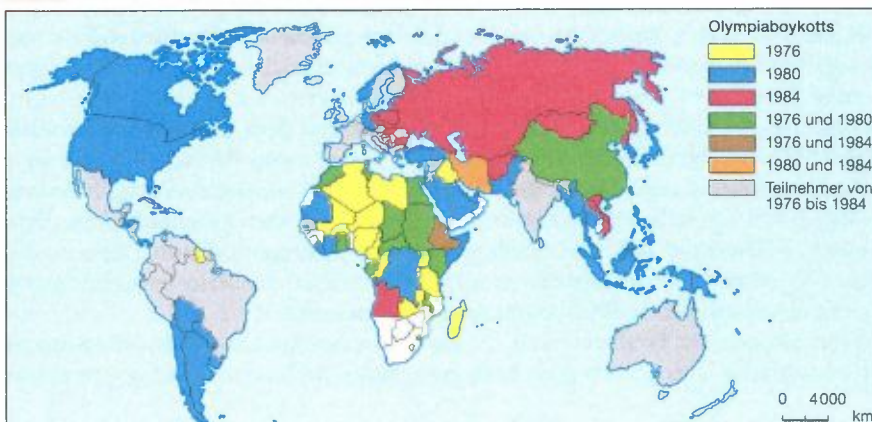 Olympiaboykotts
1976
1980
1984
1976 und 1980
1976 und 1984
1980 und 1984
Teilnehmer von
1976 bis 1984
0 4000
km